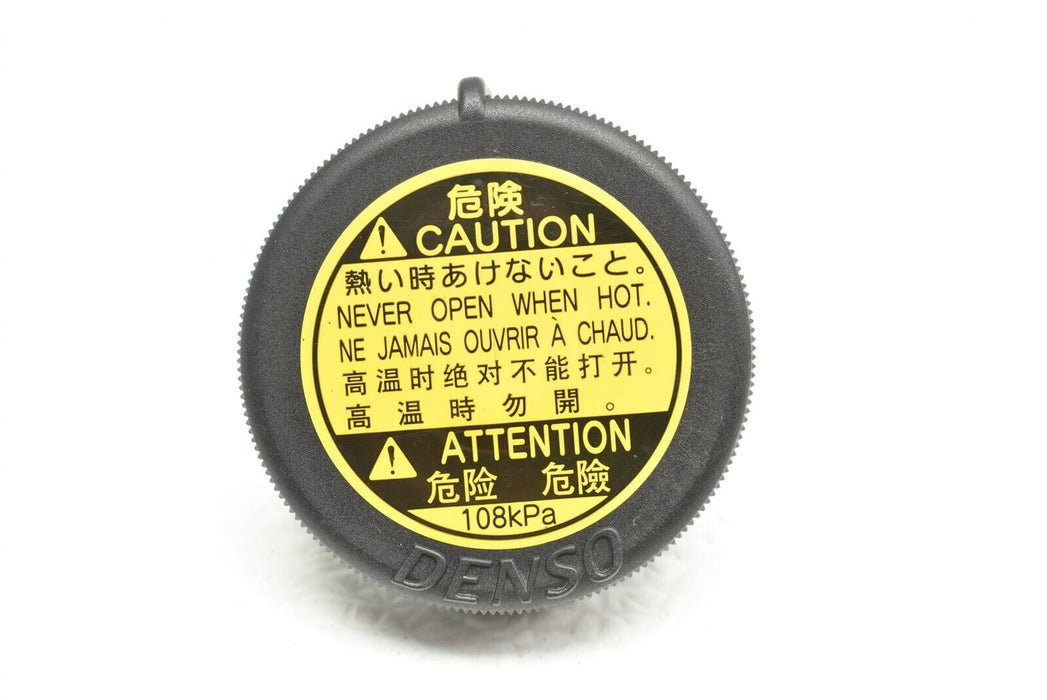 危険
CAUTION
熱い時あけないこと。
NEVER OPEN WHEN HOT.
NE JAMAIS OUVRIR À CHAUD.
高温时绝对不能打开。
高温時勿開。
ATTENTION
危险 危險
108kPa
DENSO